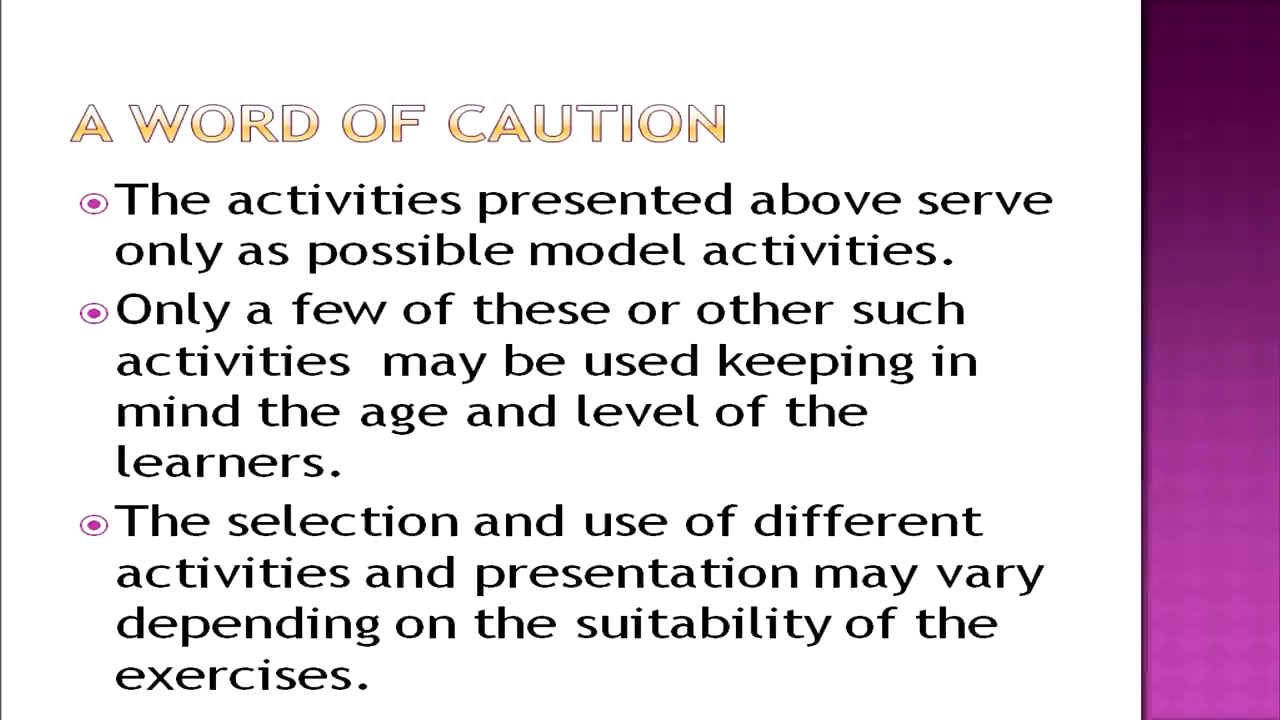 A WORD OF CAUTION
The activities presented above serve
only as possible model activities.
Only a few of these or other such
activities  may be used keeping in
mind the age and level of the
learners.
The selection and use of different
activities and presentation may vary
depending on the suitability of the
exercises.